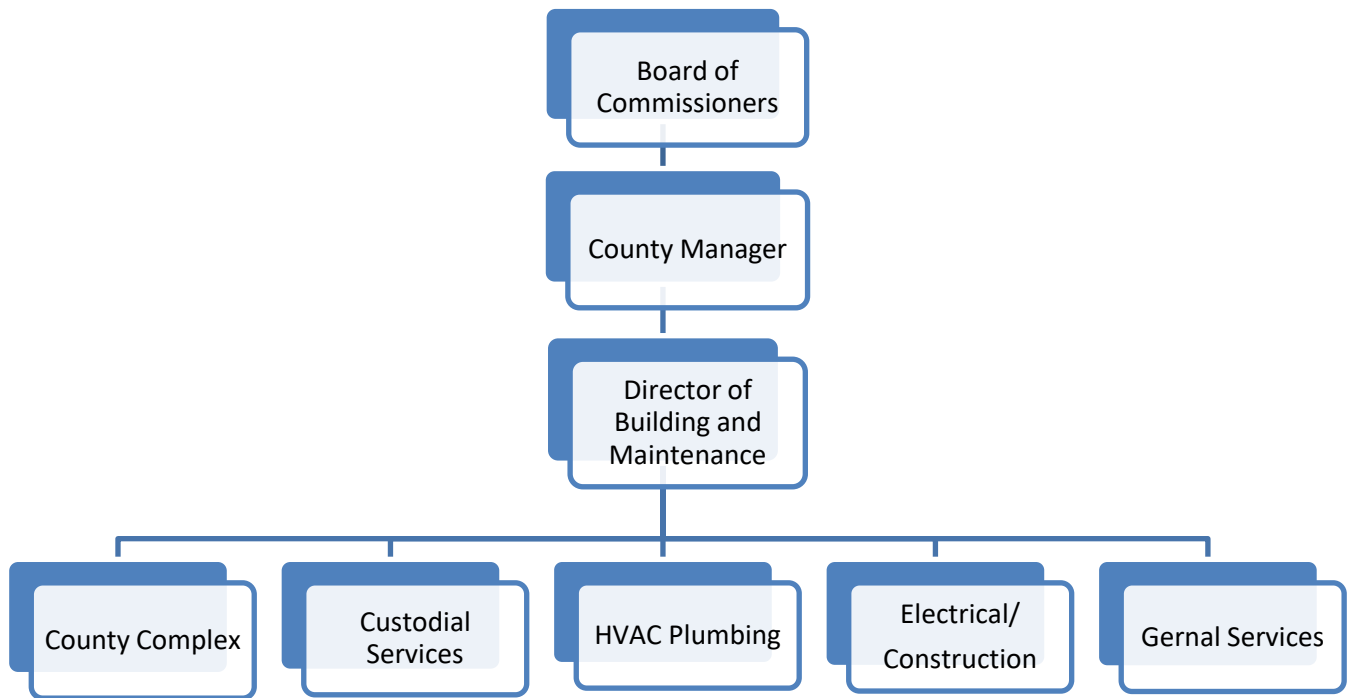 Board of
Commissioners
County Manager
Director of
Building and
Maintenance
County Complex
Custodial
Services
HVAC Plumbing
Electrical/
Construction
Gernal Services